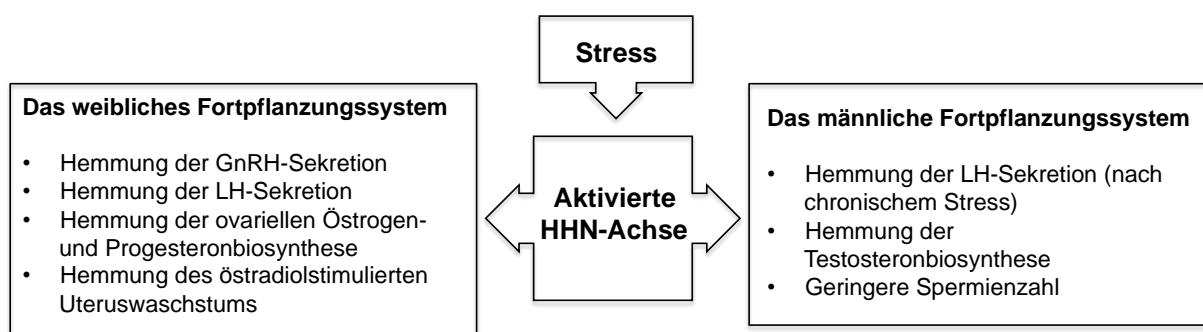 Stress
Das weibliches Fortpflanzungssystem
• Hemmung der GnRH-Sekretion
• Hemmung der LH-Sekretion
• Hemmung der ovariellen Östrogen-
und Progesteronbiosynthese
• Hemmung des östradiolstimulierten
Uteruswaschstums
Aktivierte
HHN-Achse
Das männliche Fortpflanzungssystem
• Hemmung der LH-Sekretion (nach
chronischem Stress)
• Hemmung der
Testosteronbiosynthese
• Geringere Spermienzahl